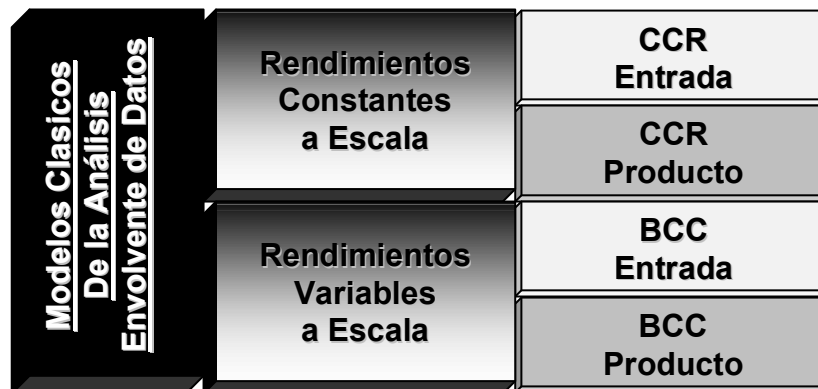 Modelos Clasicos
De la Análisis
Envolvente de Datos
Rendimientos
Constantes
a Escala
CCR
Entrada
CCR
Producto
Rendimientos
Variables
a Escala
BCC
Entrada
BCC
Producto